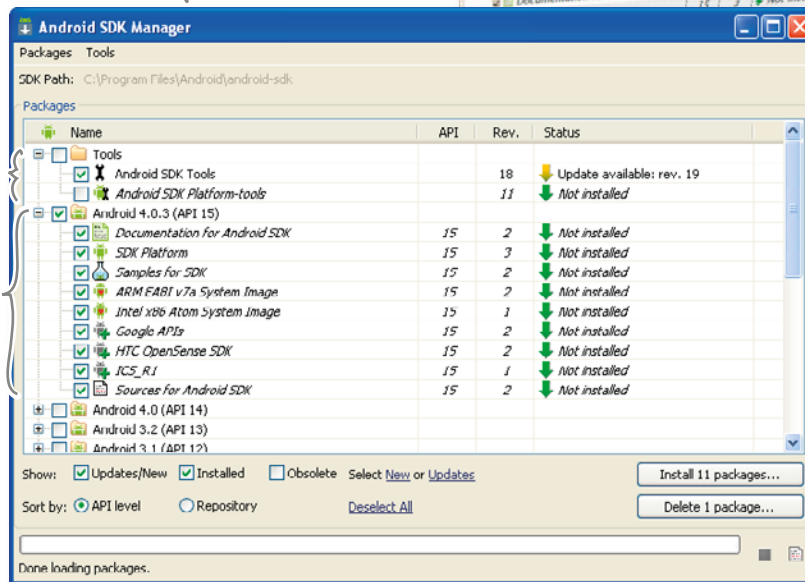 Documentation
15 2 Not inst
Android SDK Manager
Packages Tools
SDK Path: C:\Program Files\Android\android-sdk
Packages
Name API Rev. Status
Tools
Android SDK Tools 18 Update available: rev. 19
Android SDK Platform-tools 11 Not installed
Android 4.0.3 (API 15)
Documentation for Android SDK 15 2 Not installed
SDK Platform 15 3 Not installed
Samples for SDK 15 2 Not installed
ARM EABI v7a System Image 15 2 Not installed
Intel x86 Atom System Image 15 1 Not installed
Google APIs 15 2 Not installed
HTC OpenSense SDK 15 2 Not installed
ICS_R1 15 1 Not installed
Sources for Android SDK 15 2 Not installed
Android 4.0 (API 14)
Android 3.2 (API 13)
Android 3.1 (API 12)
Show: Updates/New Installed Obsolete Select New or Updates Install 11 packages...
Sort by: API level Repository Deselect All Delete 1 package...
Done loading packages.